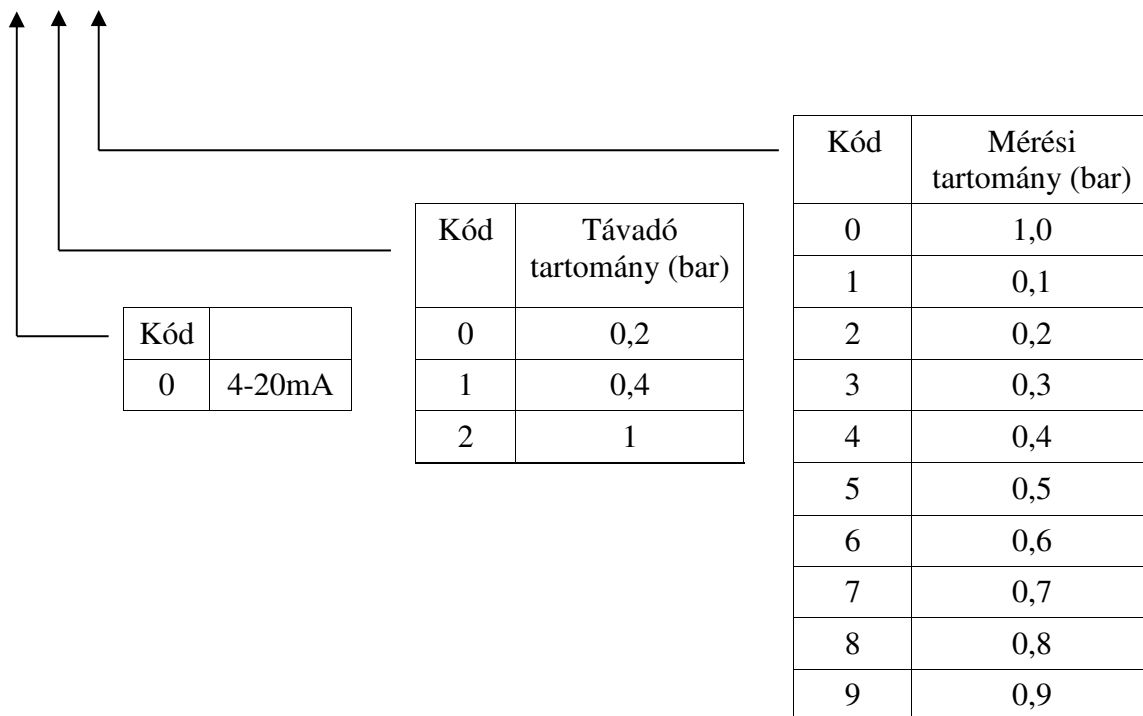 Kód Mérési
tartomány (bar)
0 1,0
1 0,1
2 0,2
3 0,3
4 0,4
5 0,5
6 0,6
7 0,7
8 0,8
9 0,9
Kód Távadó
tartomány (bar)
0 0,2
1 0,4
2 1
Kód
0 4-20mA